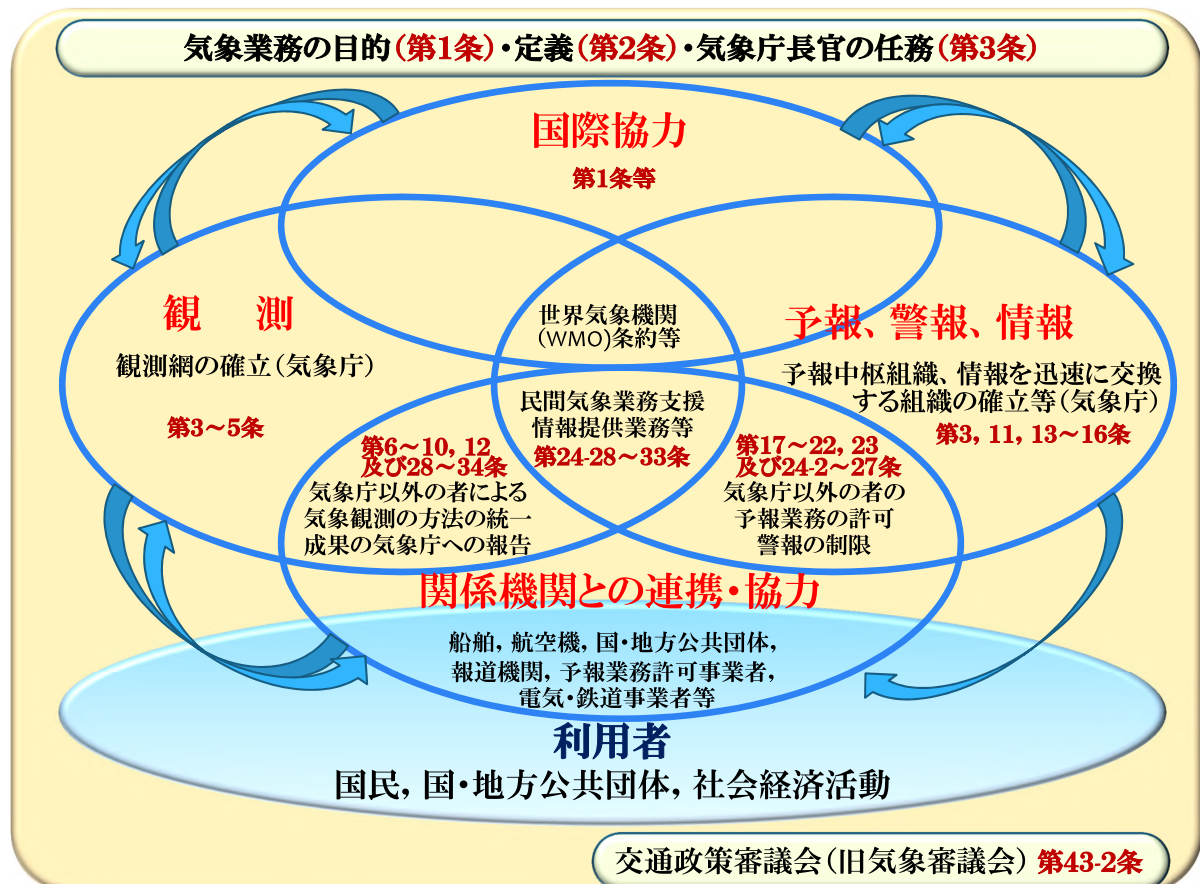 気象業務の目的(第1条)・定義(第2条)・気象庁長官の任務(第3条)
国際協力
第1条等
観　測
観測網の確立(気象庁)
第3～5条
世界気象機関
(WMO)条約等
予報、警報、情報
予報中枢組織、情報を迅速に交換
する組織の確立等(気象庁)
第3, 11, 13～16条
民間気象業務支援
情報提供業務等
第24-28～33条
第6～10, 12
及び28～34条
気象庁以外の者による
気象観測の方法の統一
成果の気象庁への報告
第17～22, 23
及び24-2～27条
気象庁以外の者の
予報業務の許可
警報の制限
関係機関との連携・協力
船舶, 航空機, 国・地方公共団体,
報道機関, 予報業務許可事業者,
電気・鉄道事業者等
利用者
国民, 国・地方公共団体, 社会経済活動
交通政策審議会(旧気象審議会) 第43-2条